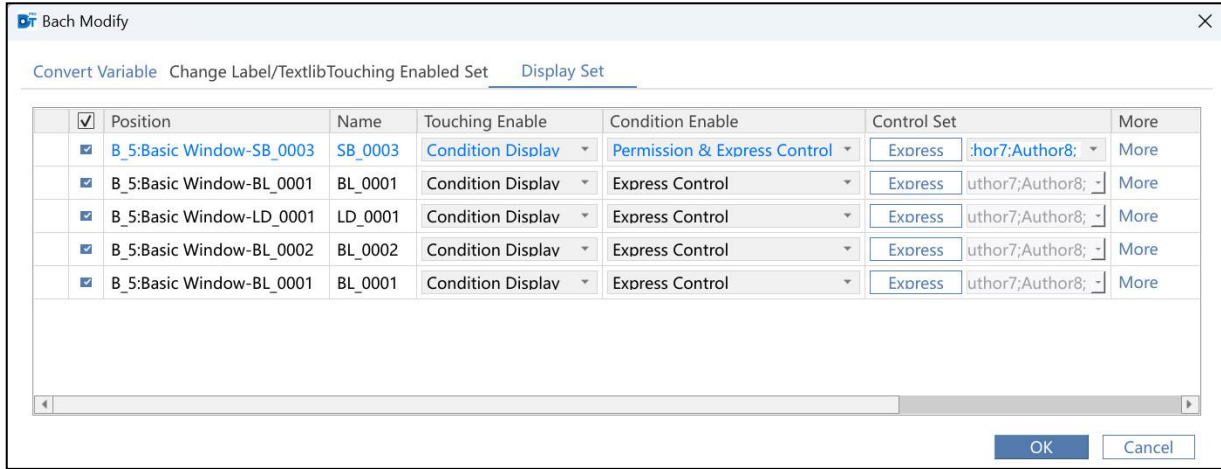 DT Bach Modify
Convert Variable Change Label/Textlib Touching Enabled Set Display Set
Position Name Touching Enable Condition Enable Control Set More
B_5:Basic Window-SB_0003 SB_0003 Condition Display Permission & Express Control Express :hor7;Author8; More
B_5:Basic Window-BL_0001 BL_0001 Condition Display Express Control Express uthor7;Author8; More
B_5:Basic Window-LD_0001 LD_0001 Condition Display Express Control Express uthor7;Author8; More
B_5:Basic Window-BL_0002 BL_0002 Condition Display Express Control Express uthor7;Author8; More
B_5:Basic Window-BL_0001 BL_0001 Condition Display Express Control Express uthor7;Author8; More
OK Cancel